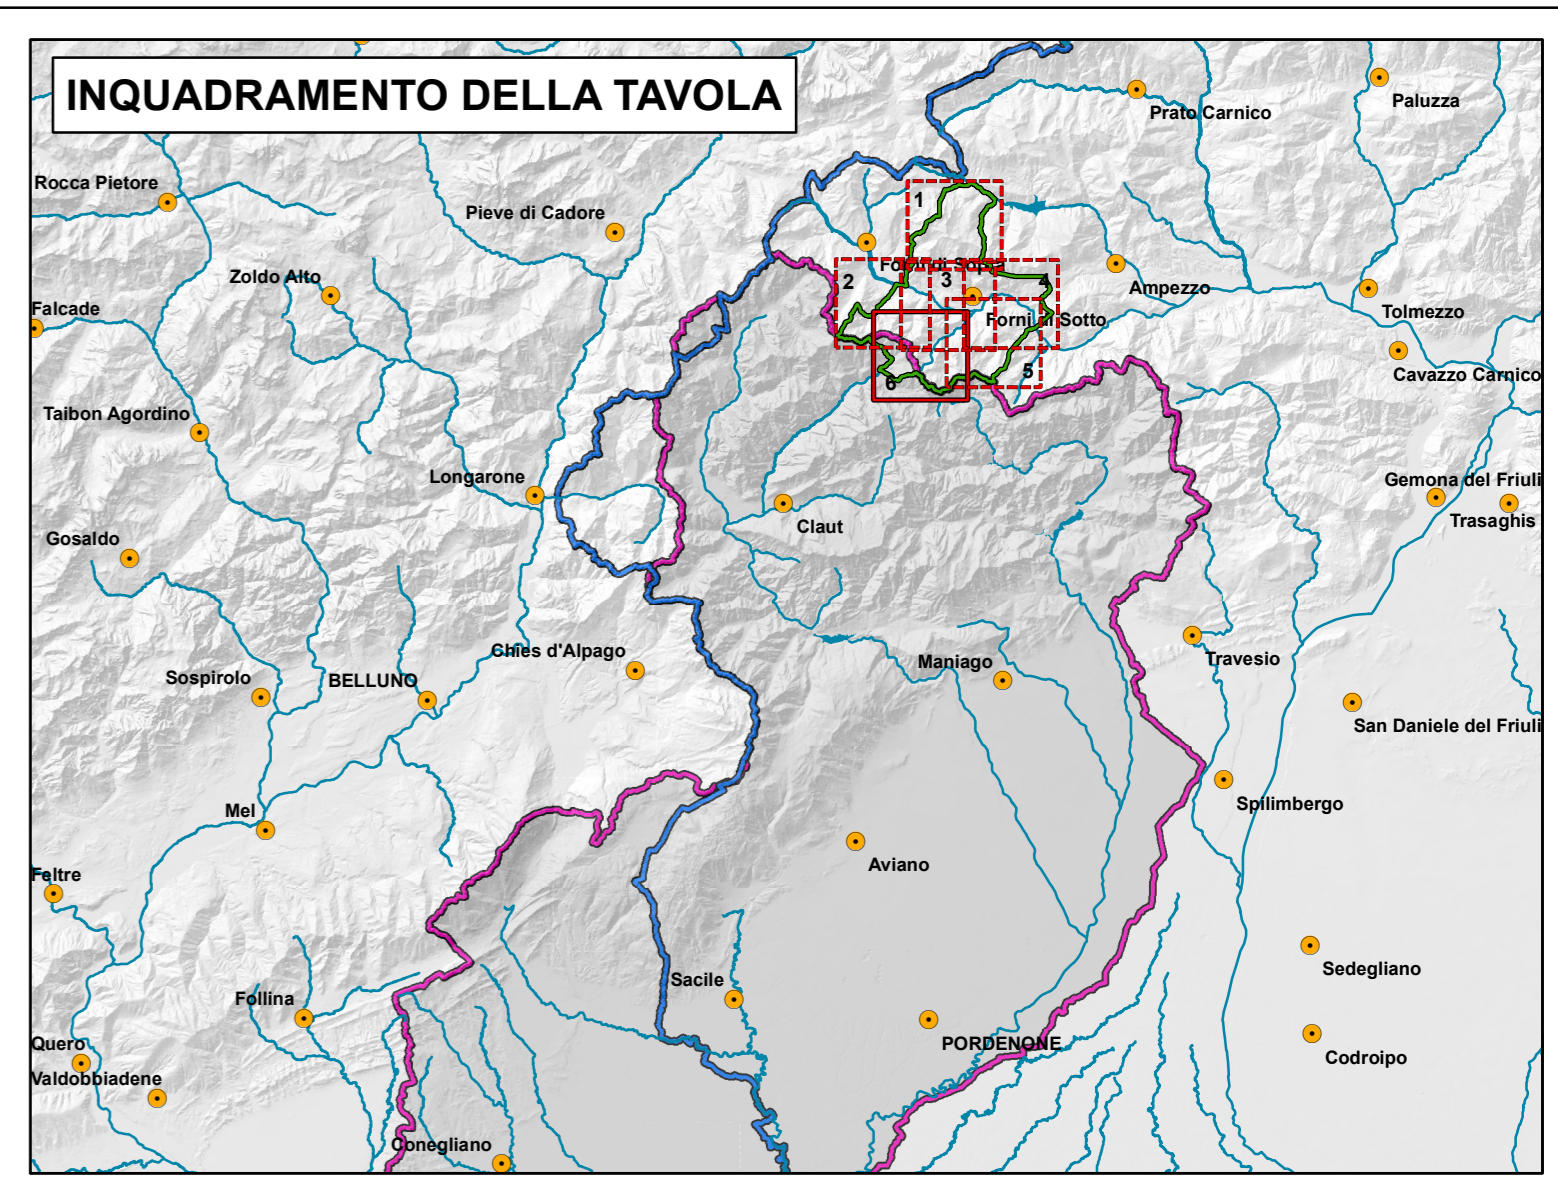 INQUADRAMENTO DELLA TAVOLA
Paluzza
Prato Carnico
Rocca Pietore
1
Pieve di Cadore
Forni di Sopra
Zoldo Alto
2
3
4
Ampezzo
Falcade
Tolmezzo
Forni di Sotto
5
6
Cavazzo Carnico
Taibon Agordino
Longarone
Gemona del Friuli
Trasaghis
Claut
Gosaldo
Chies d'Alpago
Maniago
Travesio
Sospirolo
BELLUNO
San Daniele del Friuli
Spilimbergo
Mel
Aviano
Feltre
Sedegliano
Sacile
Follina
Quero
PORDENONE
Codroipo
Valdobbiadene
Conegliano